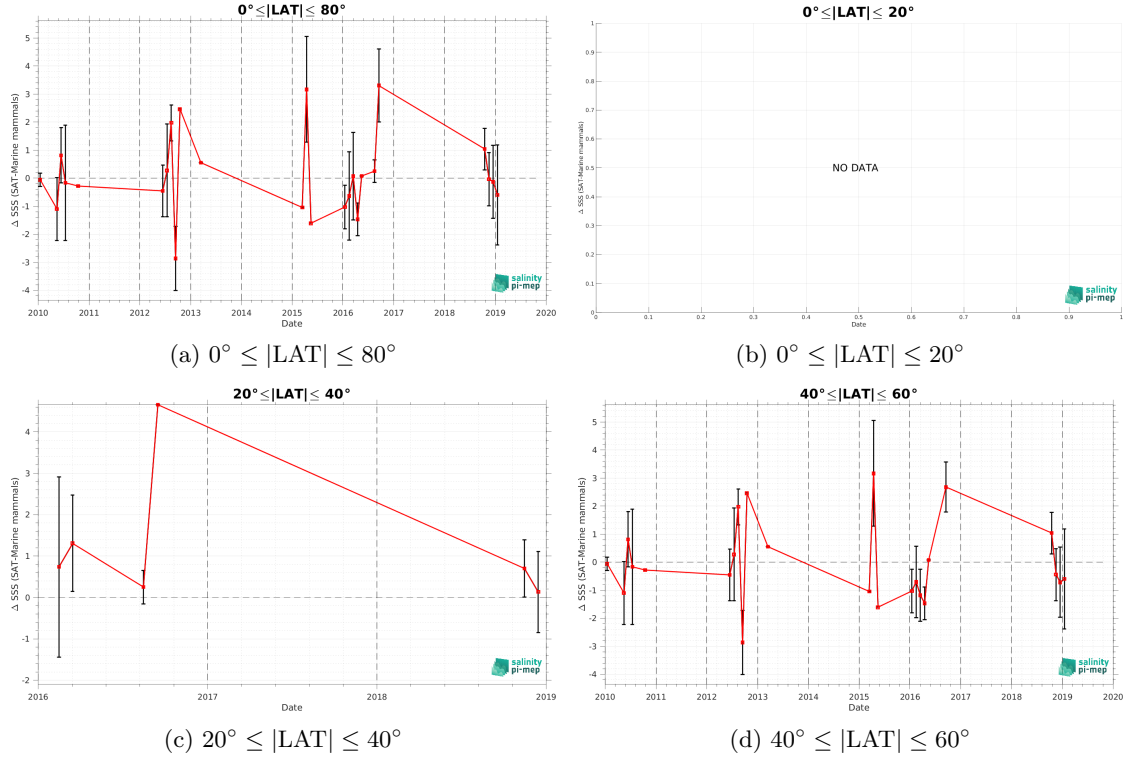 0°≤|LAT|≤ 80°
Δ SSS (SAT-Marine mammals)
5
4
3
2
1
0
-1
-2
-3
-4
2010 2011 2012 2013 2014 2015 2016 2017 2018 2019 2020
Date
salinity
pi-mep
(a) 0° ≤ |LAT| ≤ 80°
0°≤|LAT|≤ 20°
Δ SSS (SAT-Marine mammals)
1
0.9
0.8
0.7
0.6
0.5
0.4
0.3
0.2
0.1
0
NO DATA
0 0.1 0.2 0.3 0.4 0.5 0.6 0.7 0.8 0.9 1
Date
salinity
pi-mep
(b) 0° ≤ |LAT| ≤ 20°
20°≤|LAT|≤ 40°
Δ SSS (SAT-Marine mammals)
4
3
2
1
0
-1
-2
2016 2017 2018 2019
Date
salinity
pi-mep
(c) 20° ≤ |LAT| ≤ 40°
40°≤|LAT|≤ 60°
Δ SSS (SAT-Marine mammals)
5
4
3
2
1
0
-1
-2
-3
-4
2010 2011 2012 2013 2014 2015 2016 2017 2018 2019 2020
Date
salinity
pi-mep
(d) 40° ≤ |LAT| ≤ 60°